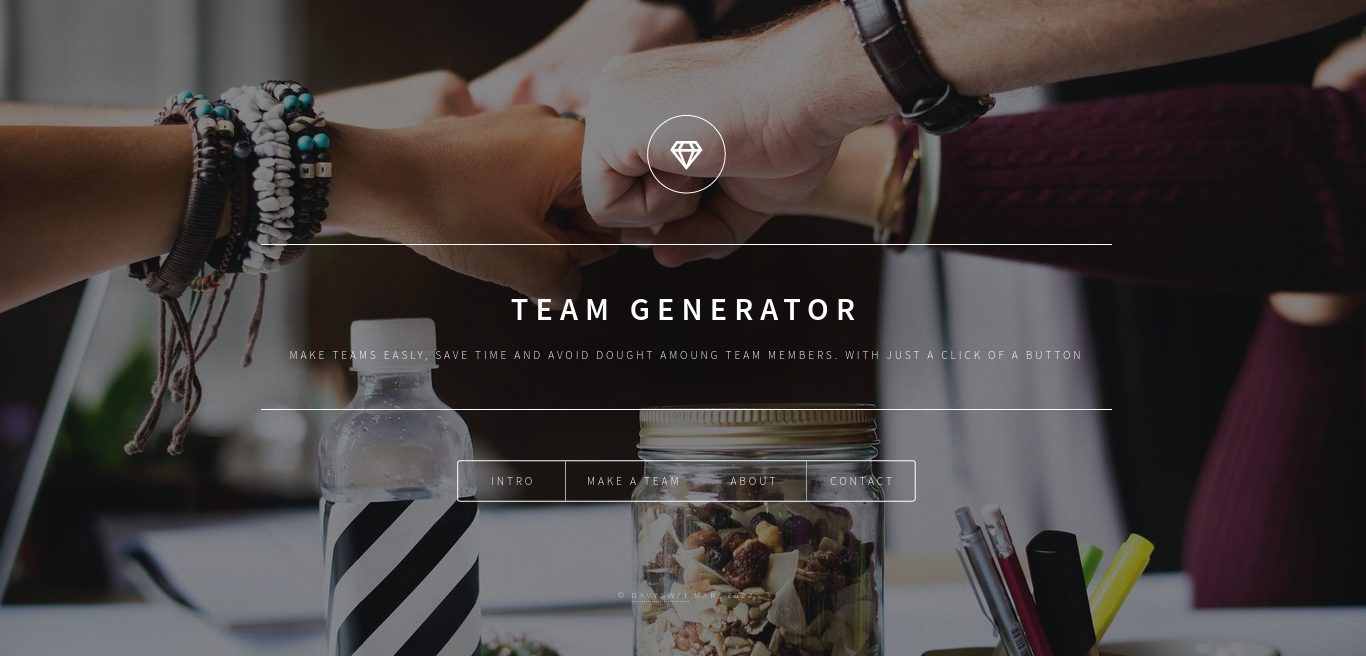 TEAM GENERATOR
MAKE TEAMS EASLY, SAVE TIME AND AVOID DOUGHT AMOUNG TEAM MEMBERS. WITH JUST A CLICK OF A BUTTON
INTRO MAKE A TEAM ABOUT CONTACT
© DAVYSWZI MAR. 2022.